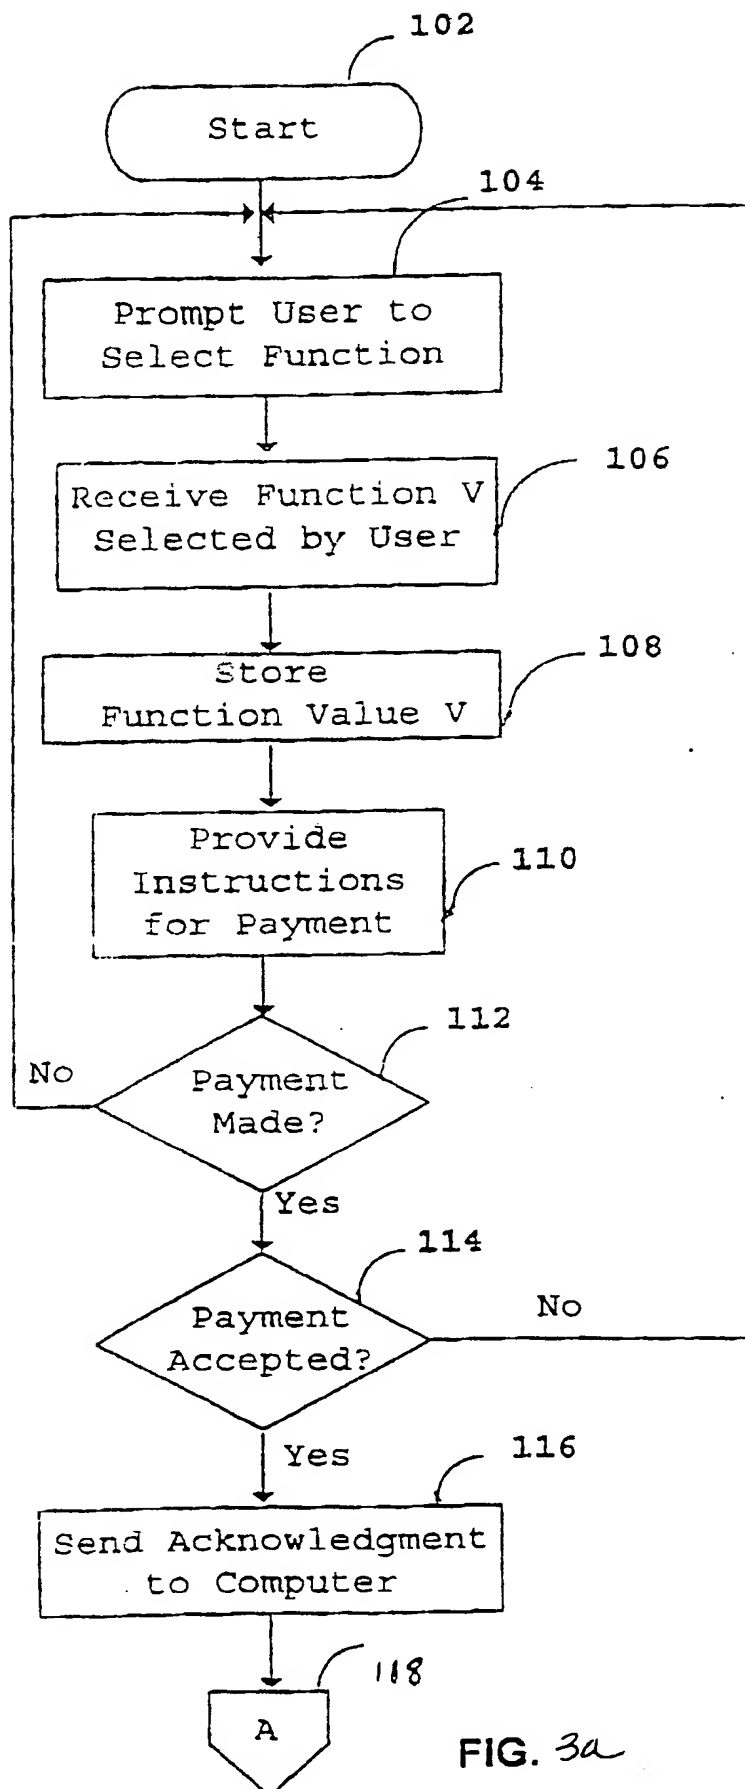 102
Start
104
Prompt User to
Select Function
106
Receive Function V
Selected by User
108
Store
Function Value V
110
Provide
Instructions
for Payment
112
No
Payment
Made?
Yes
114
No
Payment
Accepted?
Yes
116
Send Acknowledgment
to Computer
118
A
FIG. 3a